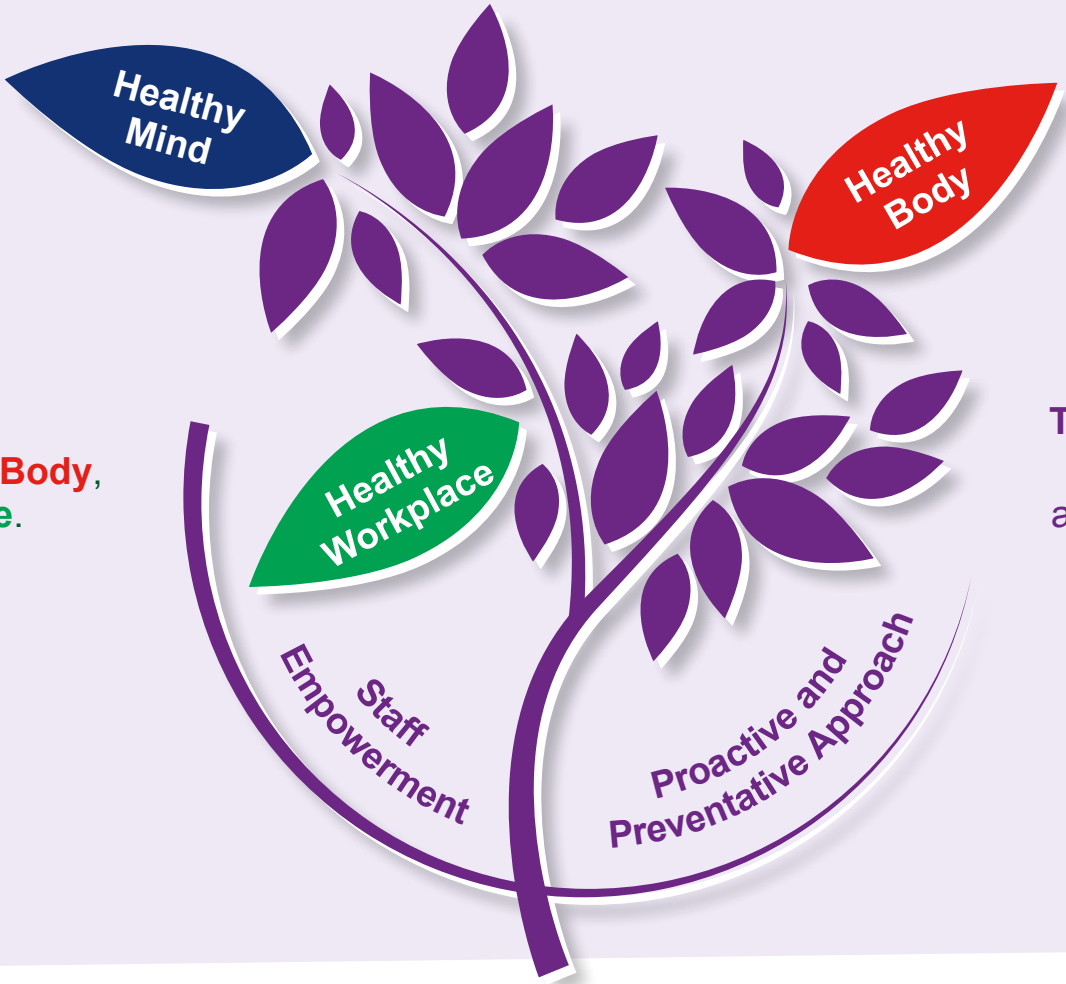 Healthy
Mind
Healthy
Body
Body,
e.
Healthy
Workplace
T
a
Staff
Empowerment
Proactive and
Preventative Approach